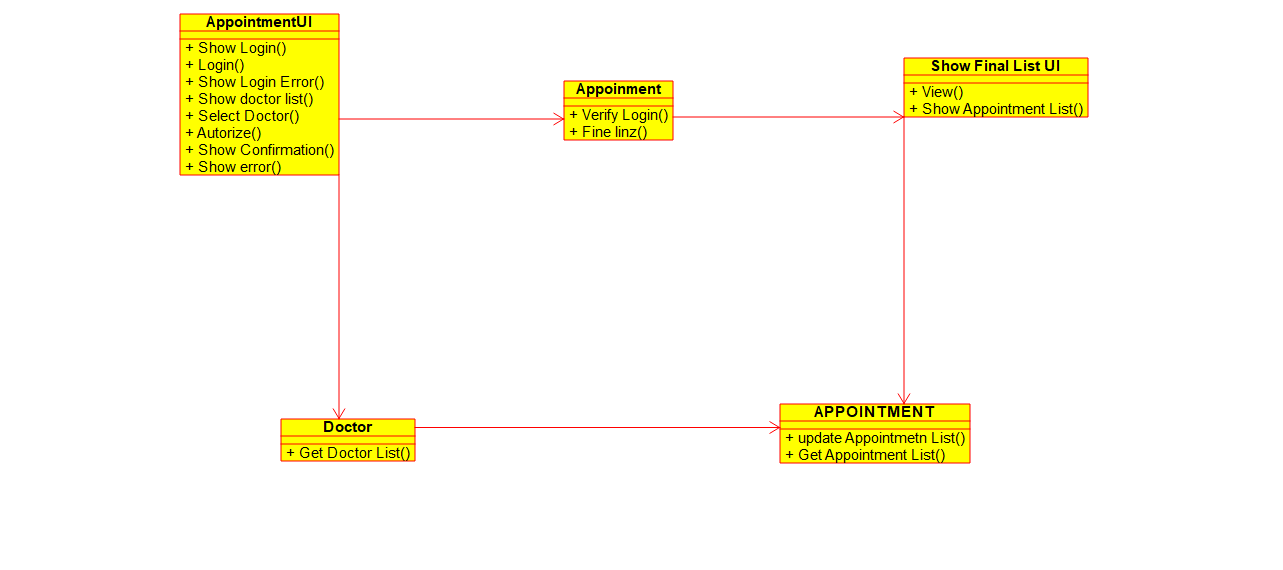 AppointmentUI
+ Show Login()
+ Login()
+ Show Login Error()
+ Show doctor list()
+ Select Doctor()
+ Autorize()
+ Show Confirmation()
+ Show error()
Appoinment
+ Verify Login()
+ Fine linz()
Show Final List UI
+ View()
+ Show Appointment List()
Doctor
+ Get Doctor List()
APPOINTMENT
+ update Appointmetn List()
+ Get Appointment List()